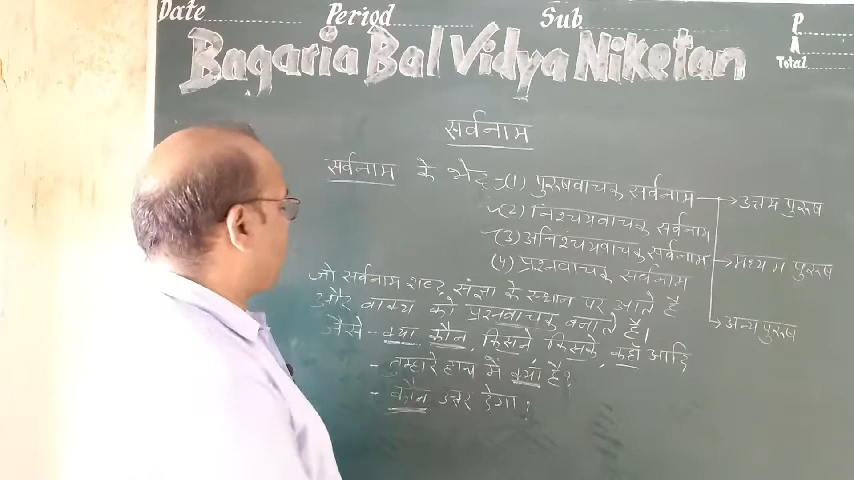 Date Period Sub P
A
Total
Bagaria Bal Vidya Niketan
सर्वनाम
सर्वनाम के भेद -(1) पुरूषवाचक सर्वनाम → उत्तम पुरूष
(2) निश्चयवाचक सर्वनाम
(3) अनिश्चयवाचक सर्वनाम → मध्यम पुरूष
(4) प्रश्नवाचक सर्वनाम
→ अन्य पुरूष
जो सर्वनाम शब्द, संज्ञा के स्थान पर आते हैं
और वाक्य को प्रश्नवाचक बनाते हैं।
जैसे - क्या, कौन, किसने, किसके, कहाँ आदि
- तुम्हारे हाथ में क्या है?
- कौन उत्तर देगा?